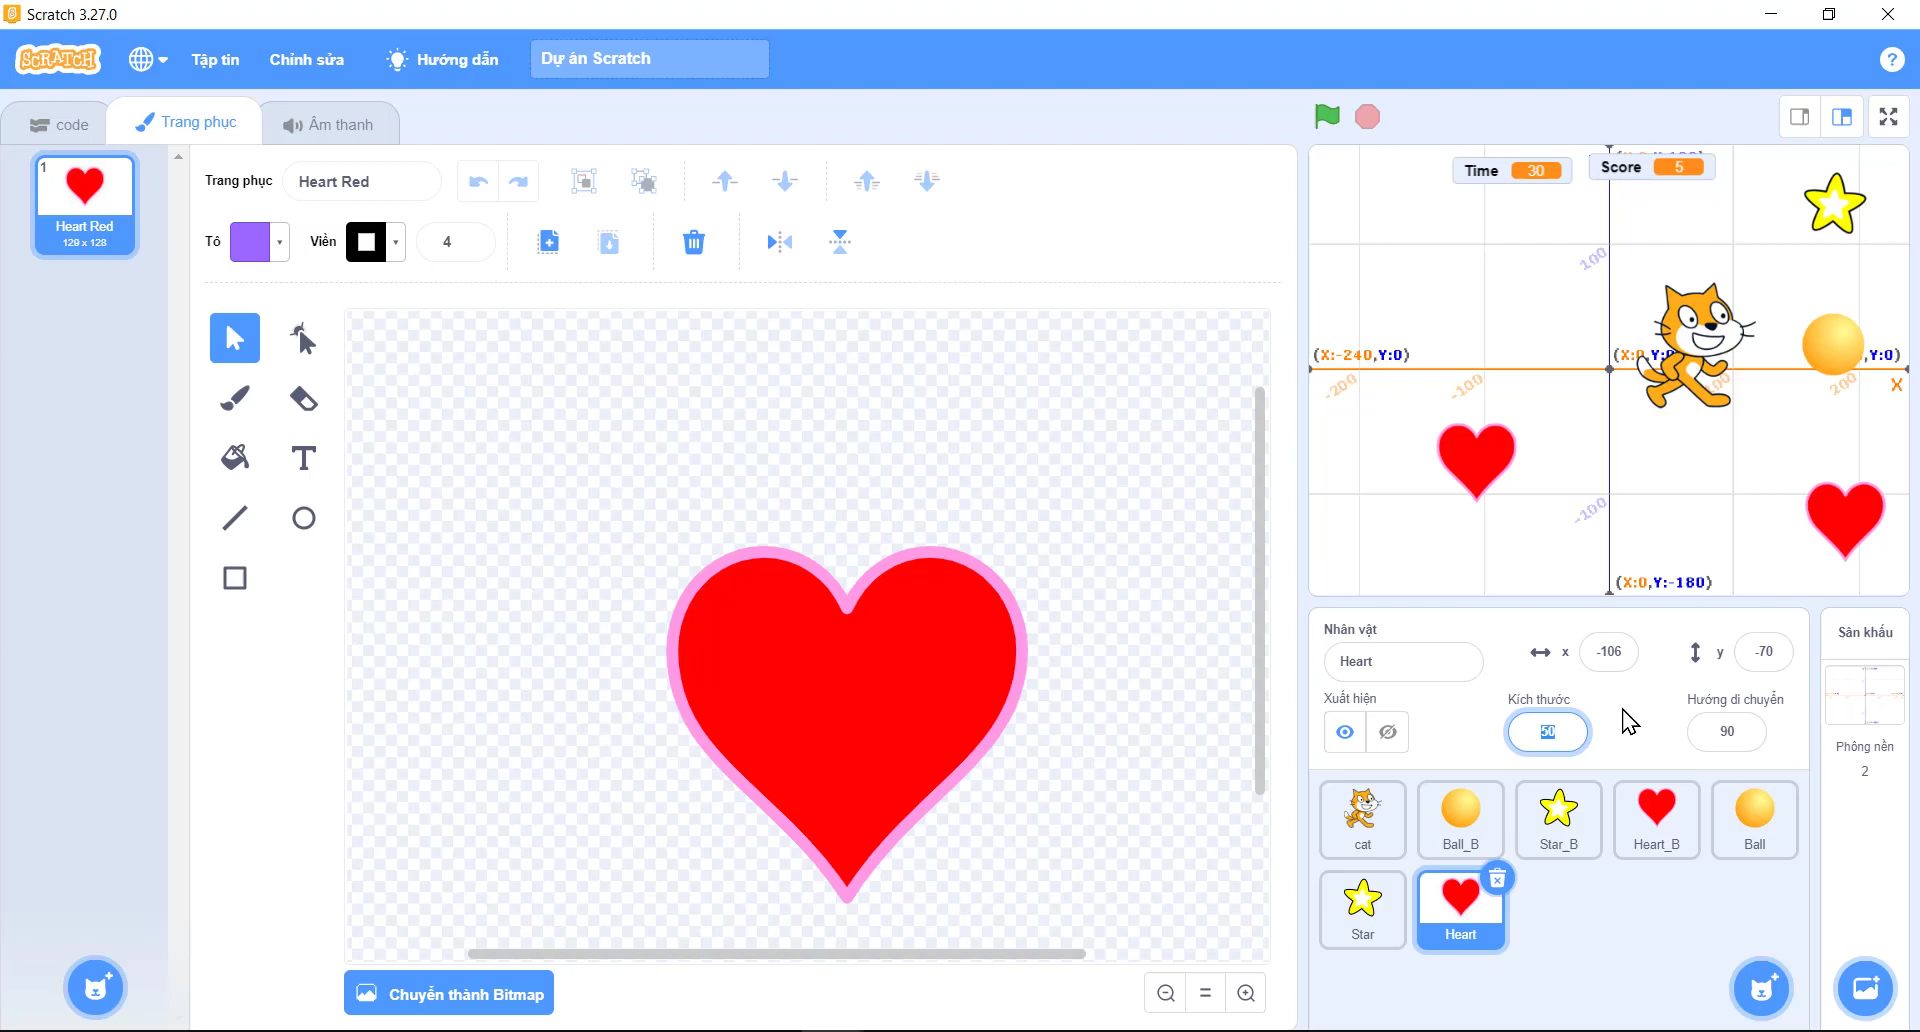 Scratch 3.27.0
SCRATCH
Tập tin
Chỉnh sửa
Hướng dẫn
Dự án Scratch
?
code
Trang phục
Âm thanh
1
Heart Red
129 x 128
Trang phục
Heart Red
Tô
Viền
4
T
Chuyển thành Bitmap
Time 30
Score 5
100
(X:-240,Y:0)
(X:0,Y:0
,Y:0)
-200
-100
100
200
X
-100
(X:0,Y:-180)
Nhân vật
Heart
x -106
y -70
Xuất hiện
Kích thước
50
Hướng di chuyển
90
cat
Ball_B
Star_B
Heart_B
Ball
Star
Heart
Sân khấu
Phông nền
2